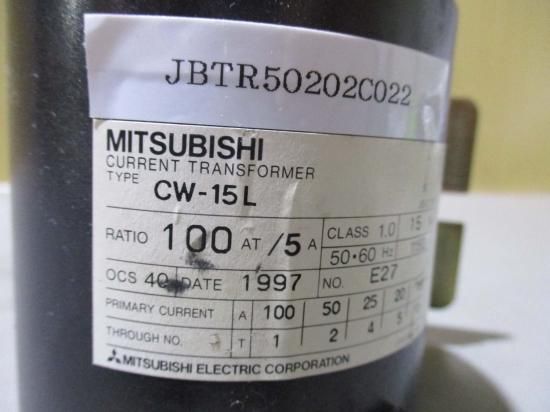 JBTR50202C022
MITSUBISHI
CURRENT TRANSFORMER
TYPE CW-15L
RATIO 100 AT /5 A
CLASS 1.0 15
50・60 Hz
OCS 40 DATE 1997 NO. E27
PRIMARY CURRENT A 100 50 25 20
THROUGH NO. T 1 2 4 5
MITSUBISHI ELECTRIC CORPORATION